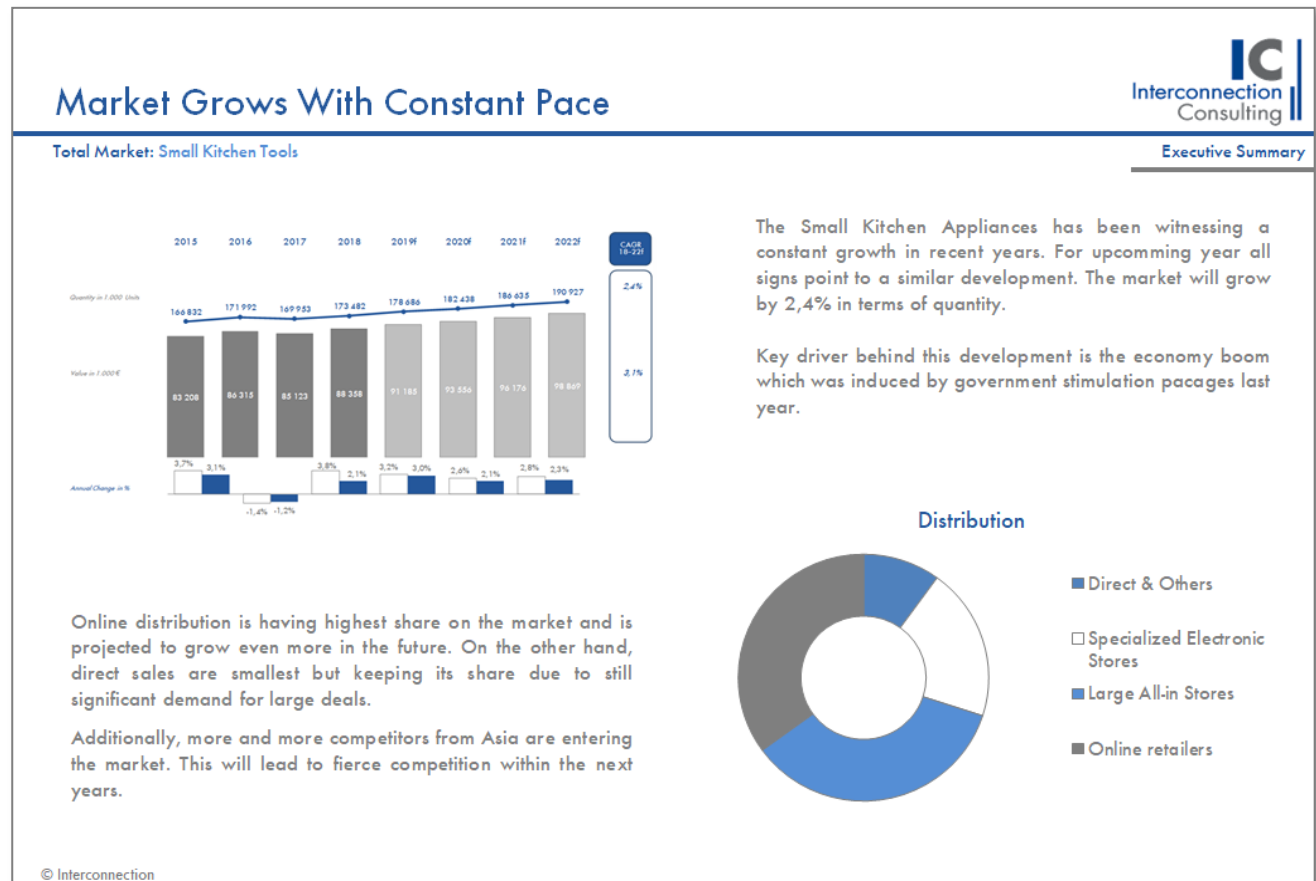 IC
Interconnection
Consulting
Market Grows With Constant Pace
Total Market: Small Kitchen Tools
Executive Summary
2015 2016 2017 2018 2019f 2020f 2021f 2022f
CAGR
18-22f
Quantity in 1.000 Units
166 832 171 992 169 953 173 482 178 686 182 438 186 635 190 927
2,4%
Value in 1.000 €
83 208 86 315 85 123 88 358 91 185 93 556 96 176 98 869
3,1%
Annual Change in %
3,7% 3,1% -1,4% -1,2% 3,8% 2,1% 3,2% 3,0% 2,6% 2,1% 2,8% 2,3%
The Small Kitchen Appliances has been witnessing a
constant growth in recent years. For upcomming year all
signs point to a similar development. The market will grow
by 2,4% in terms of quantity.
Key driver behind this development is the economy boom
which was induced by government stimulation pacages last
year.
Online distribution is having highest share on the market and is
projected to grow even more in the future. On the other hand,
direct sales are smallest but keeping its share due to still
significant demand for large deals.
Additionally, more and more competitors from Asia are entering
the market. This will lead to fierce competition within the next
years.
Distribution
Direct & Others
Specialized Electronic
Stores
Large All-in Stores
Online retailers
© Interconnection